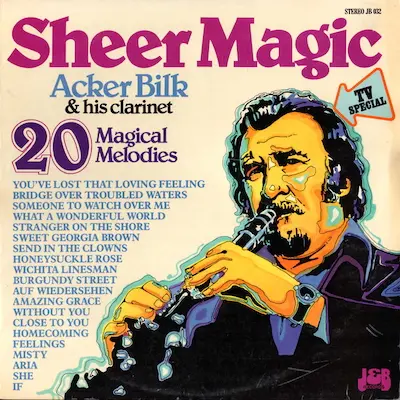 STEREO JB 032
Sheer Magic
Acker Bilk
& his clarinet
TV
SPECIAL
20 Magical
Melodies
YOU'VE LOST THAT LOVING FEELING
BRIDGE OVER TROUBLED WATERS
SOMEONE TO WATCH OVER ME
WHAT A WONDERFUL WORLD
STRANGER ON THE SHORE
SWEET GEORGIA BROWN
SEND IN THE CLOWNS
HONEYSUCKLE ROSE
WICHITA LINESMAN
BURGUNDY STREET
AUF WIEDERSEHEN
AMAZING GRACE
WITHOUT YOU
CLOSE TO YOU
HOMECOMING
FEELINGS
MISTY
ARIA
SHE
IF
J&B